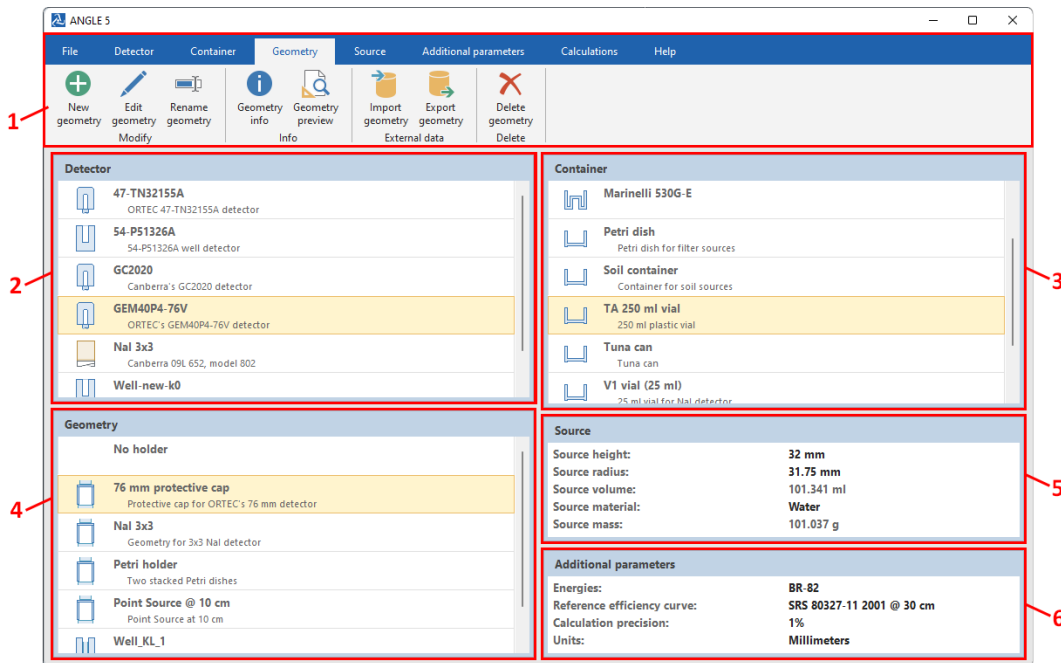 ANGLE 5
File Detector Container Geometry Source Additional parameters Calculations Help
New geometry
Edit geometry
Rename geometry
Modify
Geometry info
Geometry preview
Info
Import geometry
Export geometry
External data
Delete geometry
Delete
1
Detector
47-TN32155A
ORTEC 47-TN32155A detector
54-P51326A
54-P51326A well detector
GC2020
Canberra's GC2020 detector
GEM40P4-76V
ORTEC's GEM40P4-76V detector
NaI 3x3
Canberra 09L 652, model 802
Well-new-k0
2
Container
Marinelli 530G-E
Petri dish
Petri dish for filter sources
Soil container
Container for soil sources
TA 250 ml vial
250 ml plastic vial
Tuna can
Tuna can
V1 vial (25 ml)
25 ml vial for NaI detector
3
Geometry
No holder
76 mm protective cap
Protective cap for ORTEC's 76 mm detector
NaI 3x3
Geometry for 3x3 NaI detector
Petri holder
Two stacked Petri dishes
Point Source @ 10 cm
Point Source at 10 cm
Well_KL_1
4
Source
Source height: 32 mm
Source radius: 31.75 mm
Source volume: 101.341 ml
Source material: Water
Source mass: 101.037 g
5
Additional parameters
Energies: BR-82
Reference efficiency curve: SRS 80327-11 2001 @ 30 cm
Calculation precision: 1%
Units: Millimeters
6